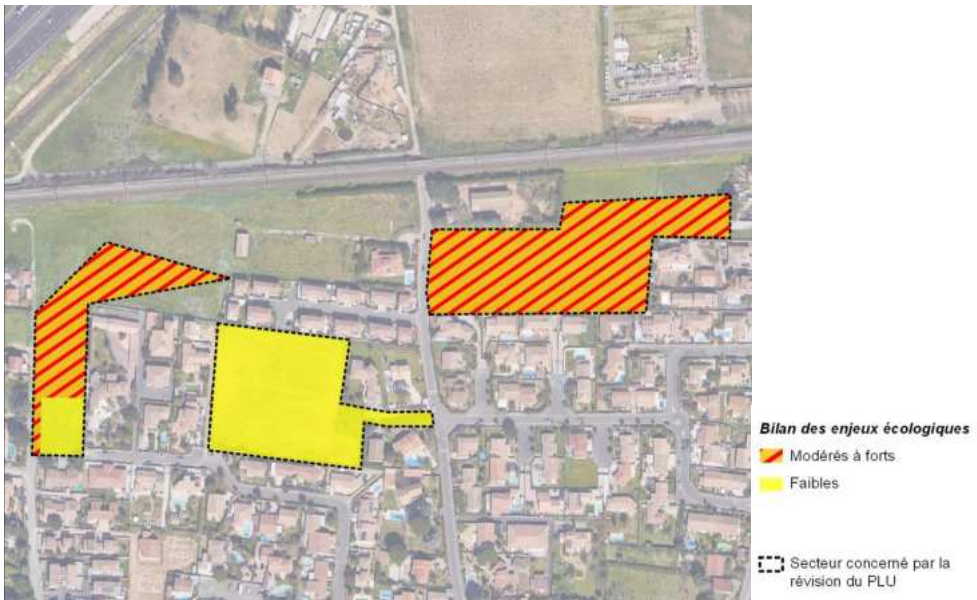 Bilan des enjeux écologiques
Modérés à forts
Faibles
Secteur concerné par la
révision du PLU